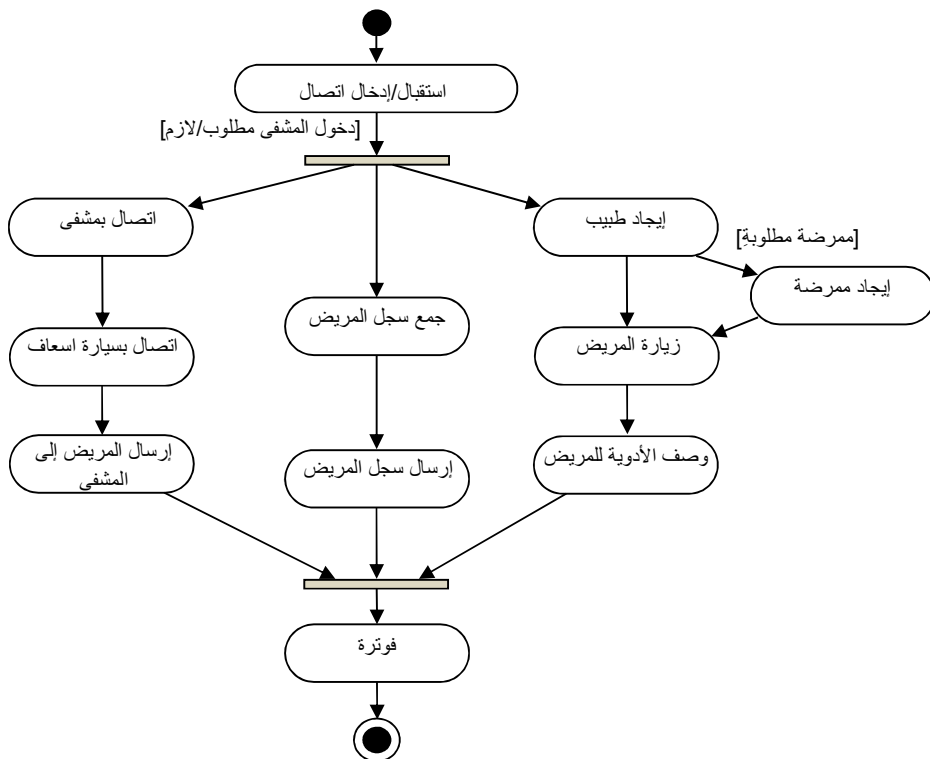 استقبال/إدخال اتصال
[دخول المشفى مطلوب/لازم]
إيجاد طبيب
اتصال بمشفى
[ممرضة مطلوبةِ]
إيجاد ممرضة
جمع سجل المريض
زيارة المريض
اتصال بسيارة اسعاف
وصف الأدوية للمريض
إرسال سجل المريض
إرسال المريض إلى
المشفى
فوترة